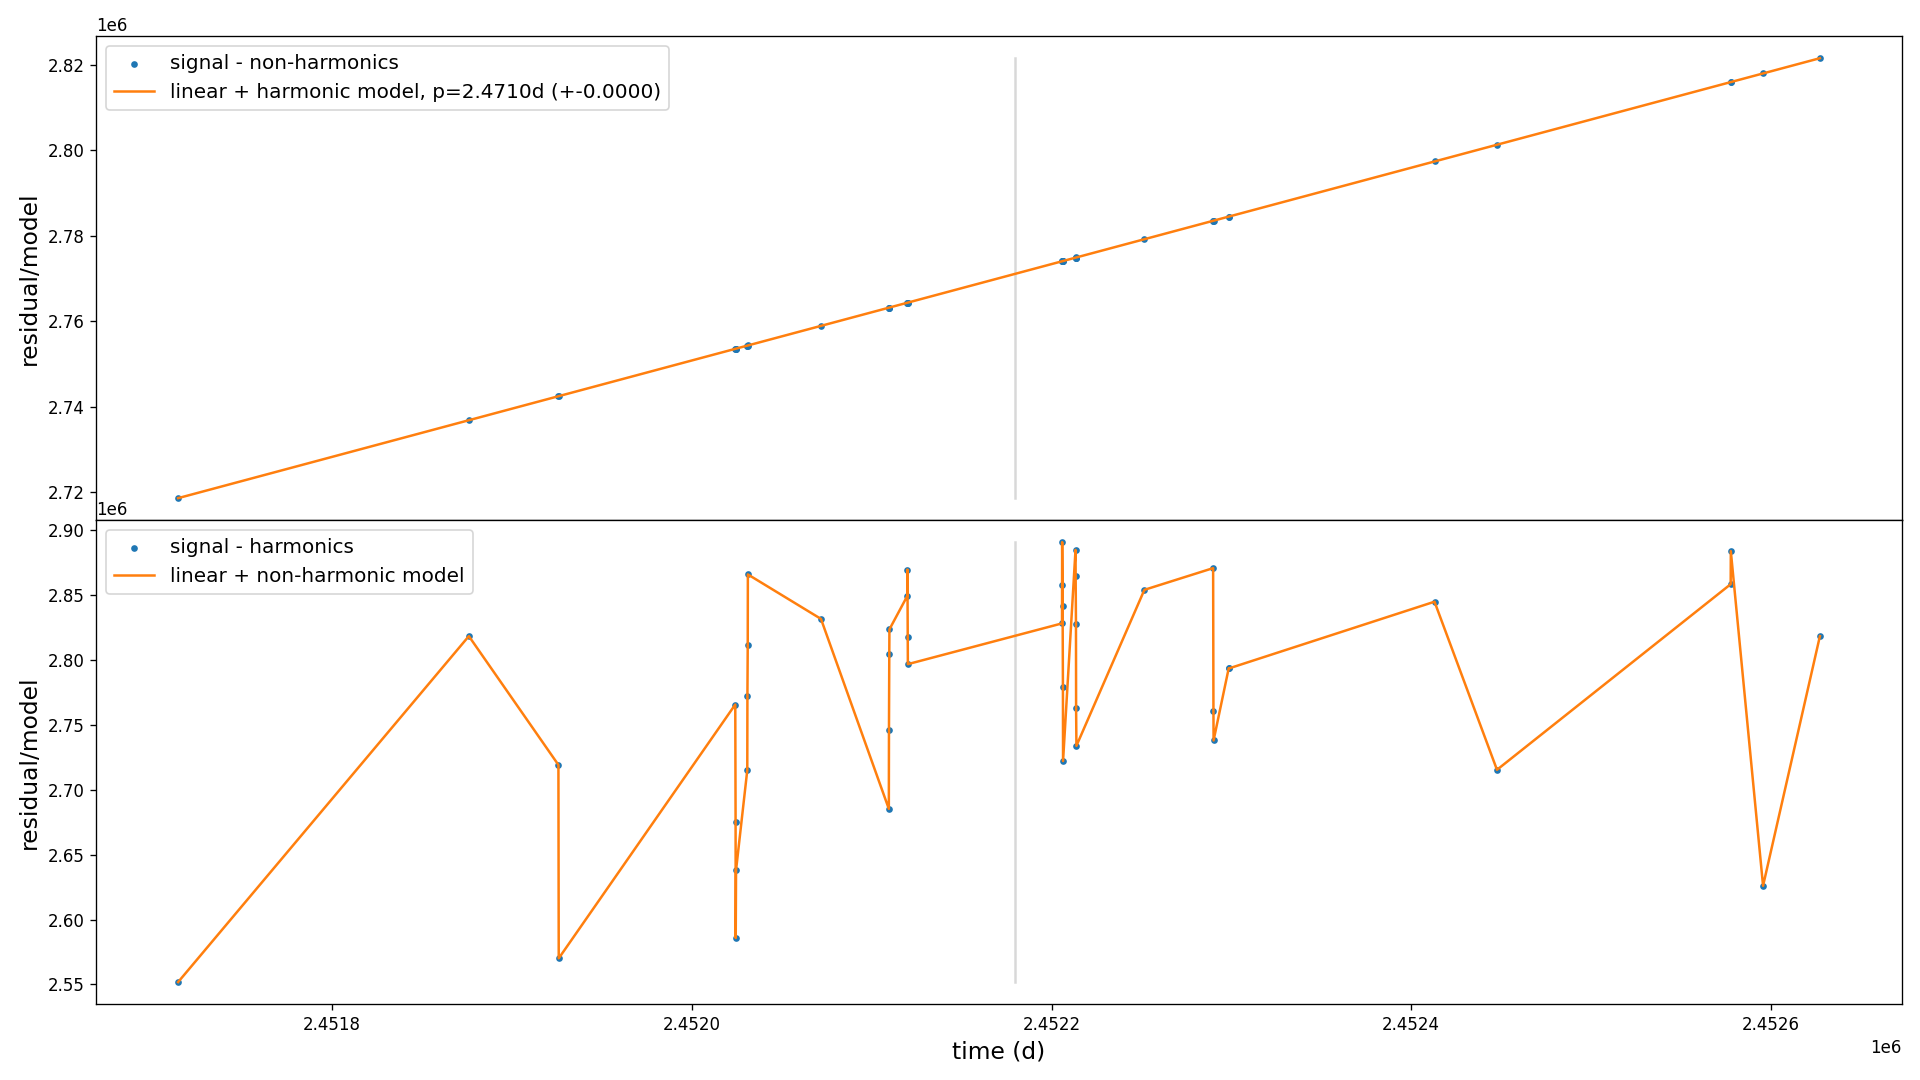 1e6
2.82
2.80
2.78
2.76
2.74
2.72
residual/model
signal - non-harmonics
linear + harmonic model, p=2.4710d (+-0.0000)
1e6
2.90
2.85
2.80
2.75
2.70
2.65
2.60
2.55
residual/model
signal - harmonics
linear + non-harmonic model
2.4518 2.4520 2.4522 2.4524 2.4526
1e6
time (d)